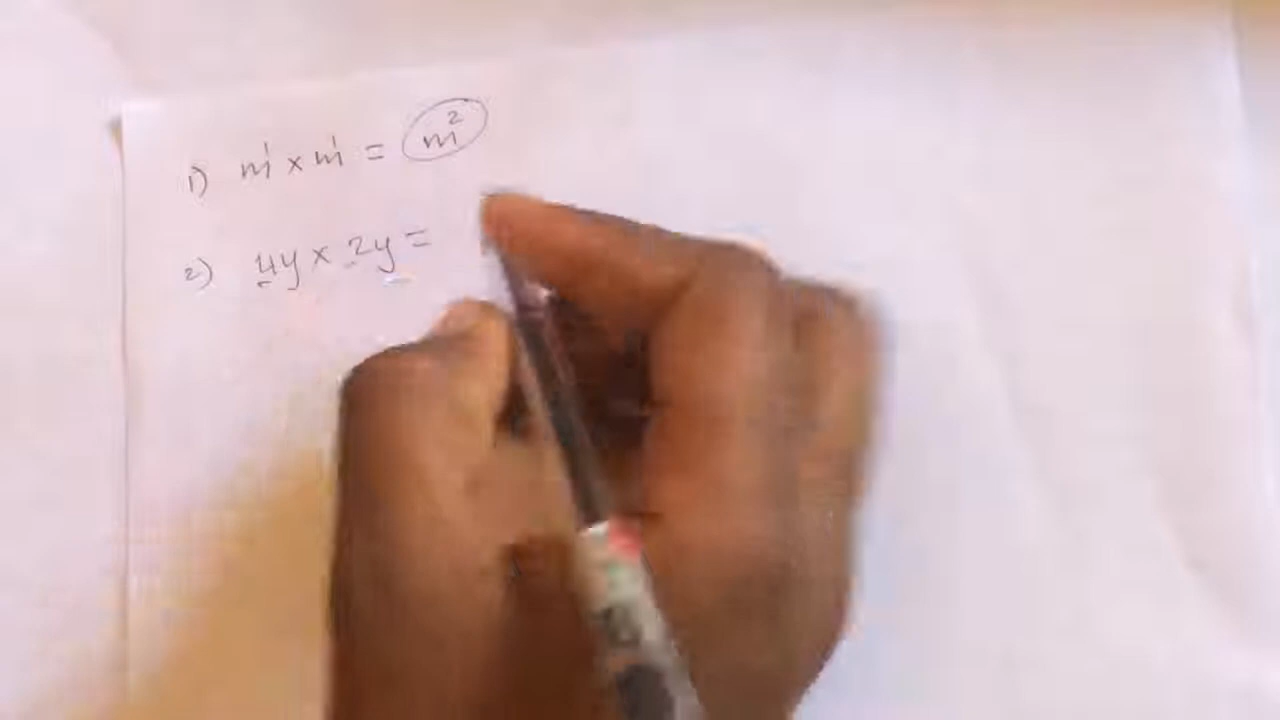 1) m¹ x m¹ = m²
2) 4y x 2y =